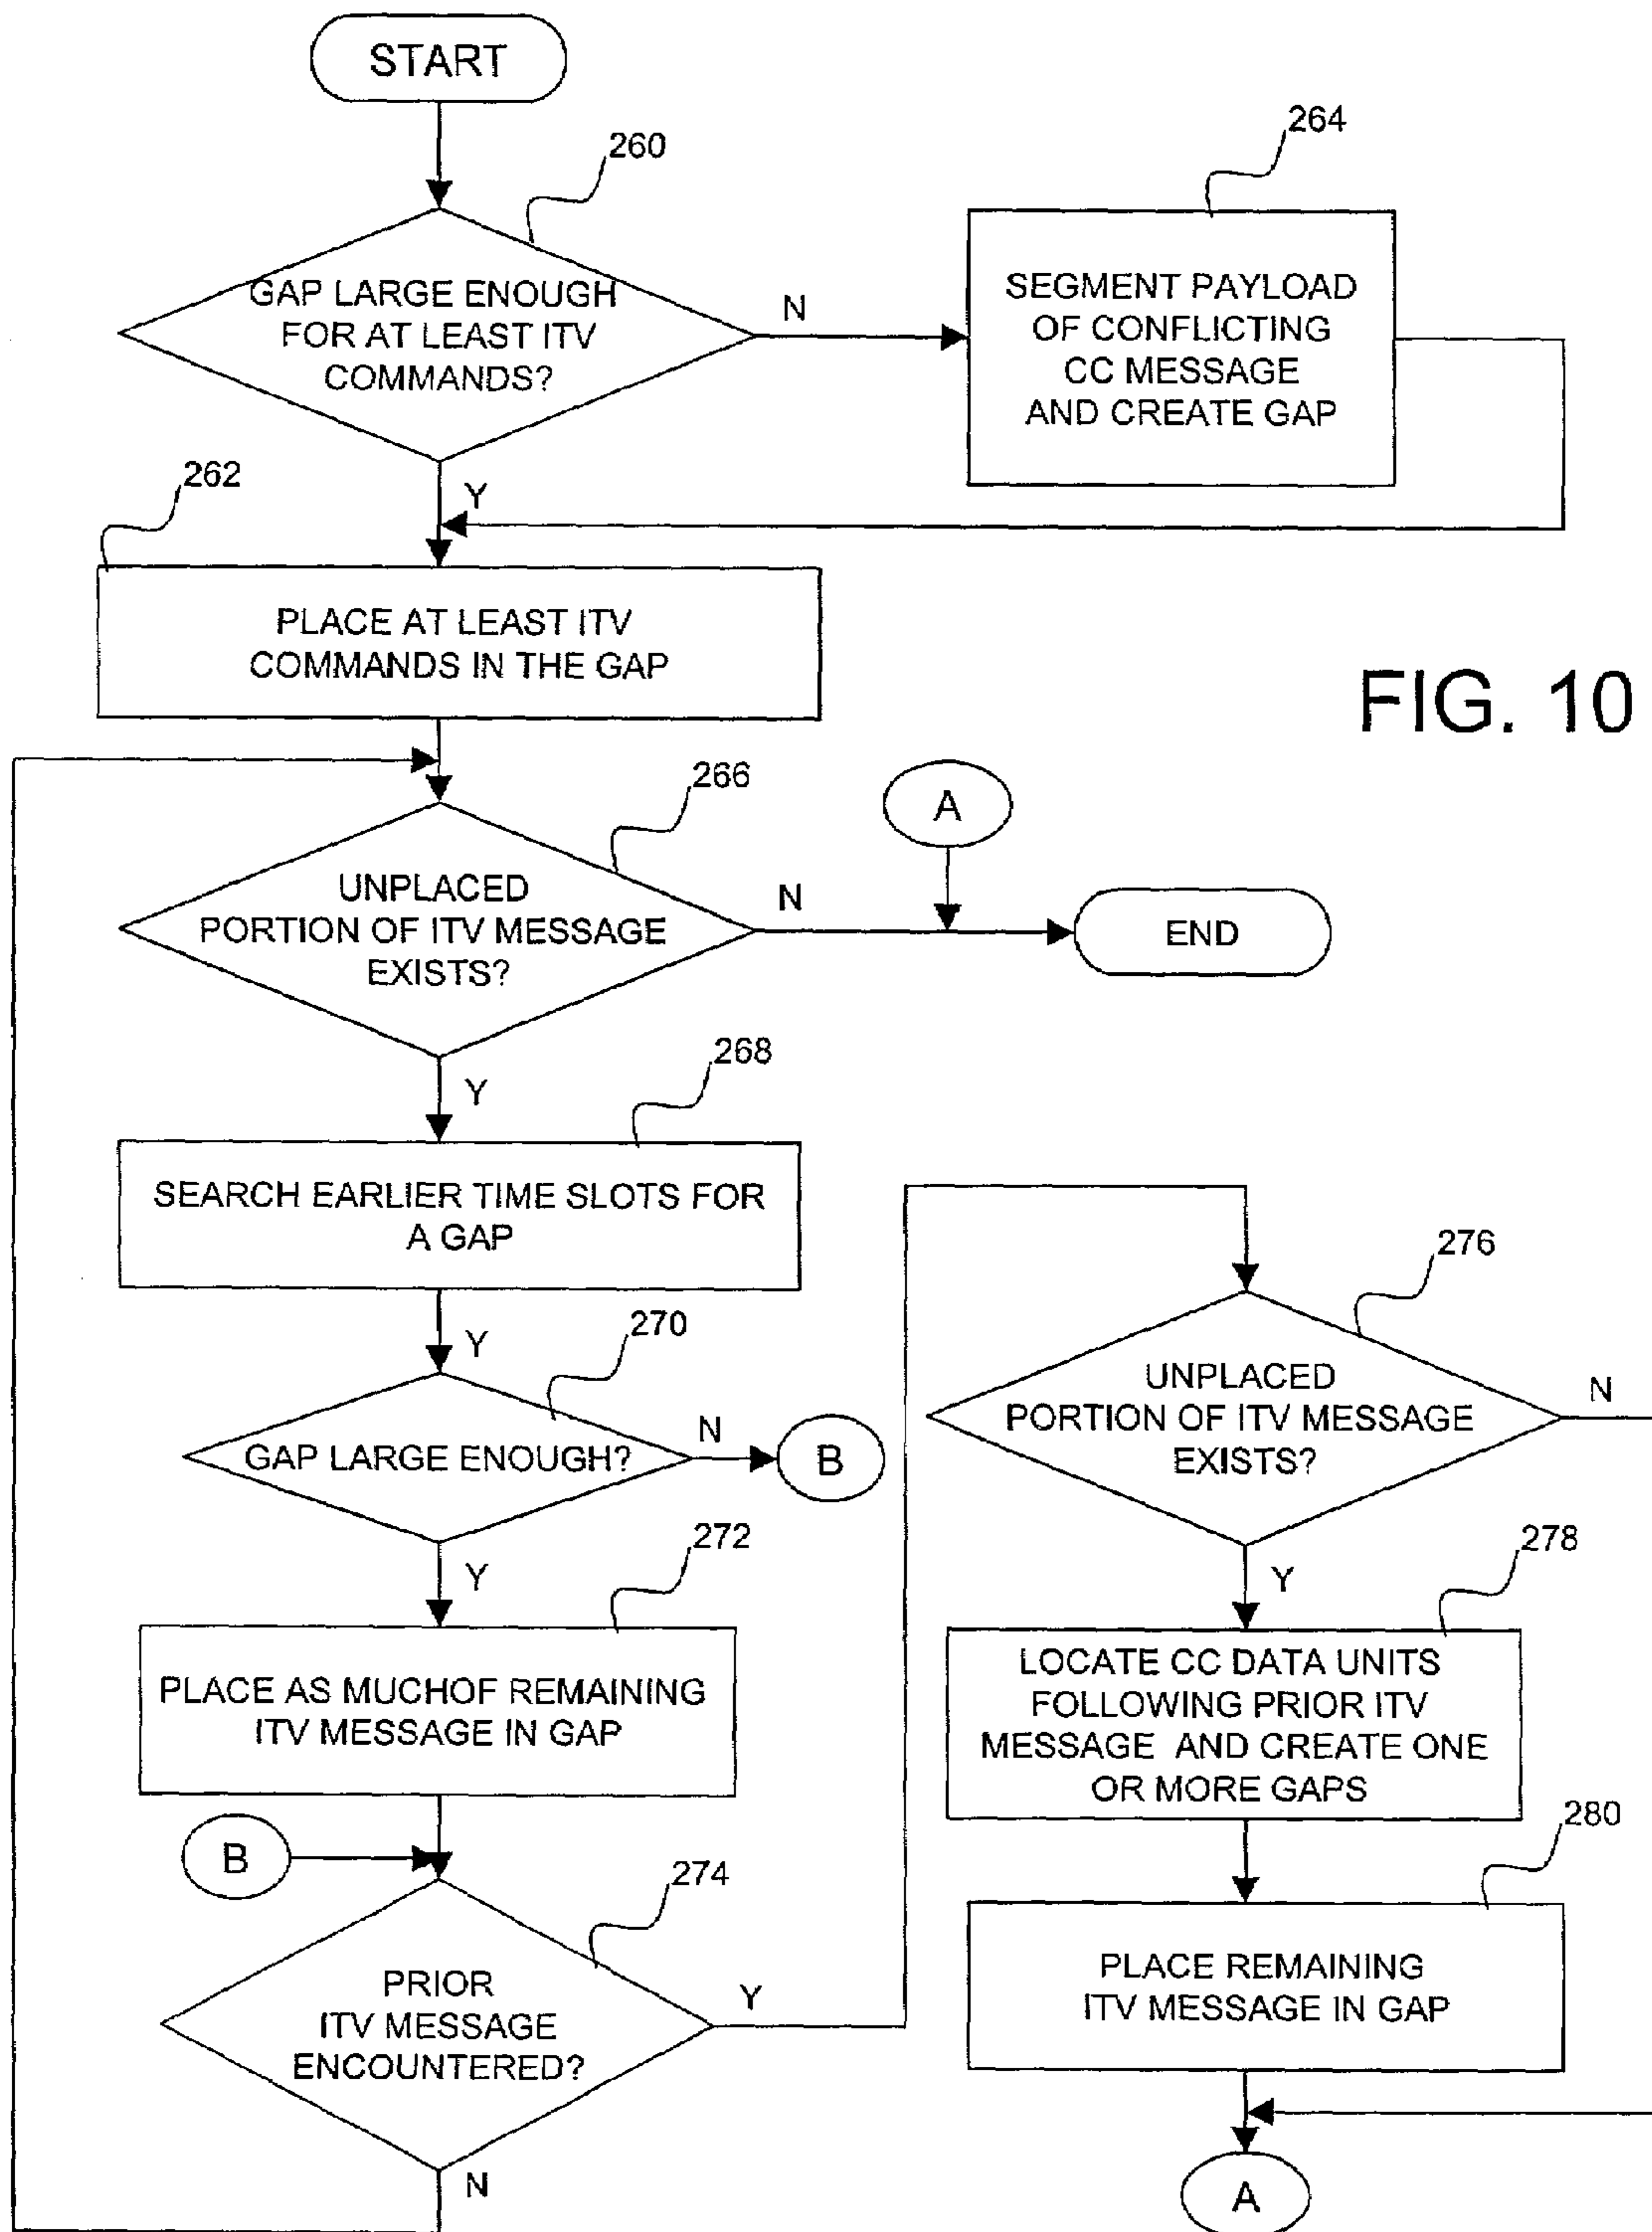 START
260
264
GAP LARGE ENOUGH
FOR AT LEAST ITV
COMMANDS?
N
SEGMENT PAYLOAD
OF CONFLICTING
CC MESSAGE
AND CREATE GAP
Y
262
PLACE AT LEAST ITV
COMMANDS IN THE GAP
FIG. 10
266
A
UNPLACED
PORTION OF ITV MESSAGE
EXISTS?
N
END
Y
268
SEARCH EARLIER TIME SLOTS FOR
A GAP
Y
270
GAP LARGE ENOUGH?
N
B
Y
272
PLACE AS MUCHOF REMAINING
ITV MESSAGE IN GAP
B
274
PRIOR
ITV MESSAGE
ENCOUNTERED?
Y
N
276
UNPLACED
PORTION OF ITV MESSAGE
EXISTS?
N
Y
278
LOCATE CC DATA UNITS
FOLLOWING PRIOR ITV
MESSAGE AND CREATE ONE
OR MORE GAPS
280
PLACE REMAINING
ITV MESSAGE IN GAP
A